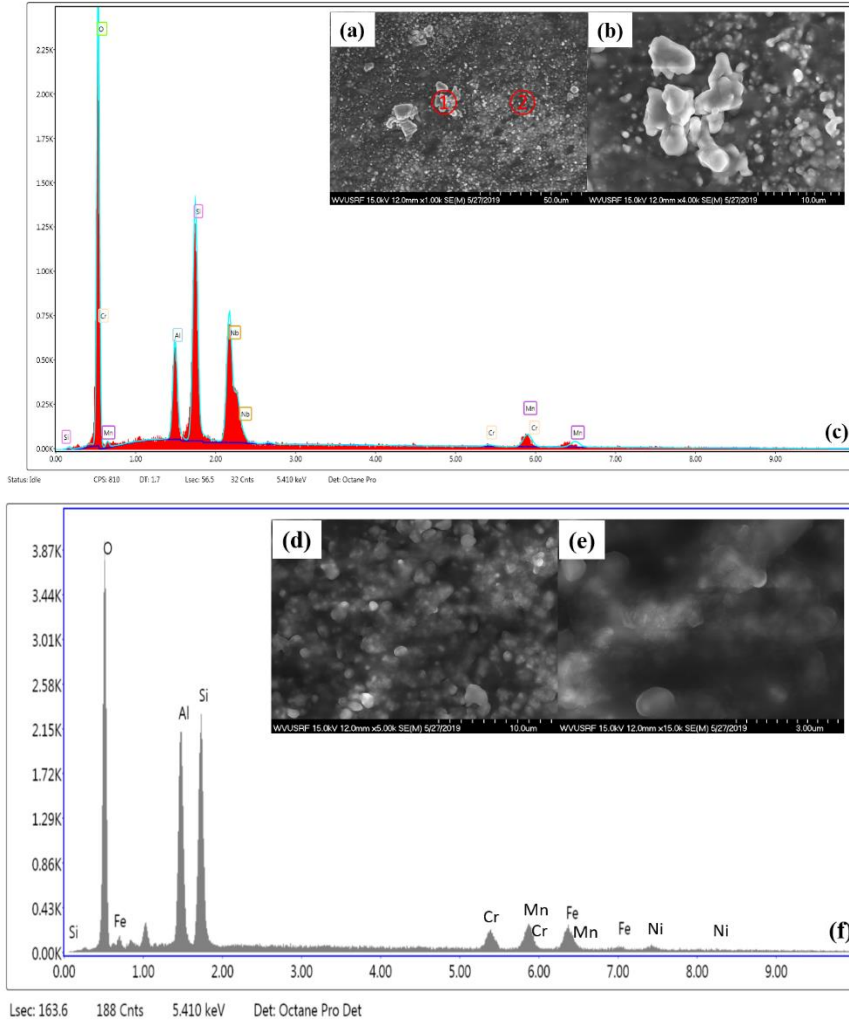 2.25K
2.00K
1.75K
1.50K
1.25K
1.00K
0.75K
0.50K
0.25K
0.00K
O
Cr
Si
Mn
Al
Si
Nb
Nb
Cr
Mn
Cr
Mn
(a)
1
2
WVUSRF 15.0kV 12.0mm x1.00k SE(M) 5/27/2019 50.0um
(b)
WVUSRF 15.0kV 12.0mm x4.00k SE(M) 5/27/2019 10.0um
(c)
0.00 1.00 2.00 3.00 4.00 5.00 6.00 7.00 8.00 9.00
Status: Idle CPS: 810 DT: 1.7 Lsec: 56.5 32 Cnts 5.410 keV Det: Octane Pro
3.87K
3.44K
3.01K
2.58K
2.15K
1.72K
1.29K
0.86K
0.43K
0.00K
O
Si
Fe
Al
Si
Cr
Mn
Cr
Fe
Mn
Fe
Ni
Ni
(d)
WVUSRF 15.0kV 12.0mm x5.00k SE(M) 5/27/2019 10.0um
(e)
WVUSRF 15.0kV 12.0mm x15.0k SE(M) 5/27/2019 3.00um
(f)
0.00 1.00 2.00 3.00 4.00 5.00 6.00 7.00 8.00 9.00
Lsec: 163.6 188 Cnts 5.410 keV Det: Octane Pro Det